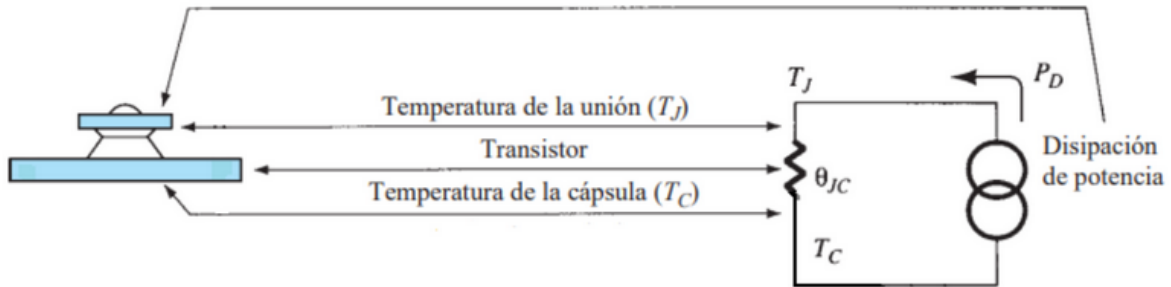 Temperatura de la unión (T_J)
Transistor
Temperatura de la cápsula (T_C)
T_J
P_D
θ_JC
T_C
Disipación
de potencia